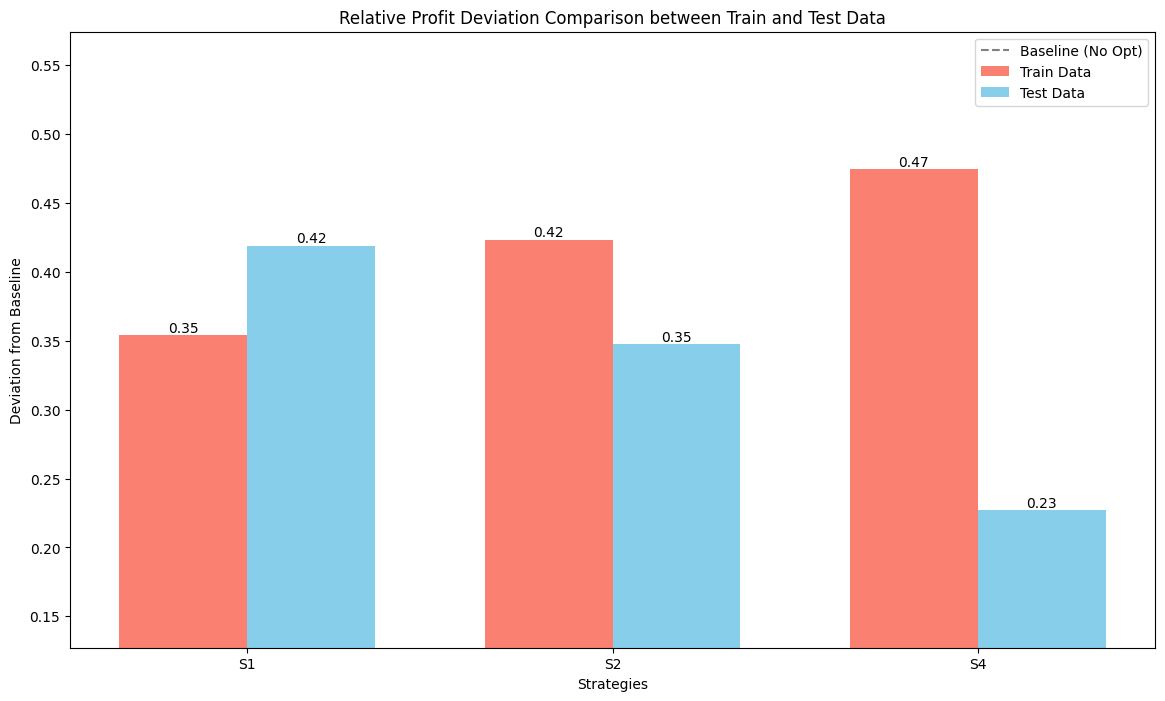 Relative Profit Deviation Comparison between Train and Test Data
Baseline (No Opt)
Train Data
Test Data
Deviation from Baseline
0.55
0.50
0.45
0.40
0.35
0.30
0.25
0.20
0.15
0.35
0.42
0.42
0.35
0.47
0.23
S1
S2
S4
Strategies